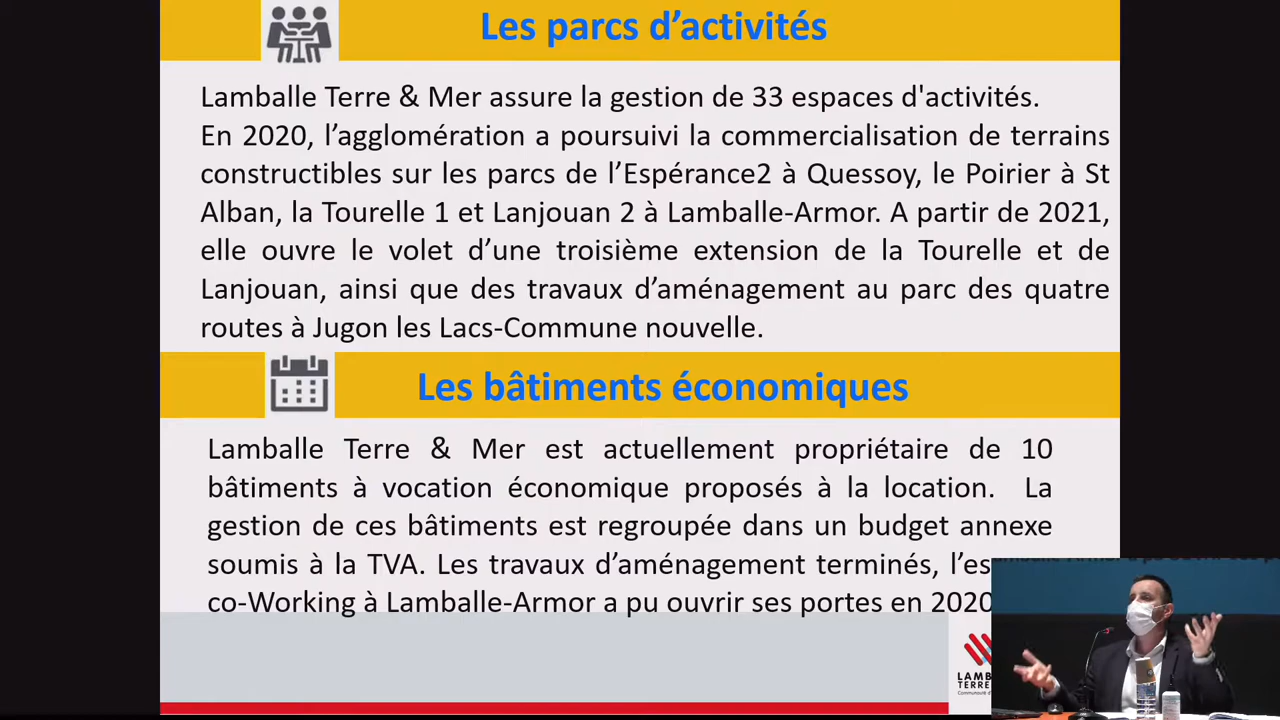 Les parcs d’activités
Lamballe Terre & Mer assure la gestion de 33 espaces d'activités.
En 2020, l’agglomération a poursuivi la commercialisation de terrains
constructibles sur les parcs de l’Espérance2 à Quessoy, le Poirier à St
Alban, la Tourelle 1 et Lanjouan 2 à Lamballe-Armor. A partir de 2021,
elle ouvre le volet d’une troisième extension de la Tourelle et de
Lanjouan, ainsi que des travaux d’aménagement au parc des quatre
routes à Jugon les Lacs-Commune nouvelle.
Les bâtiments économiques
Lamballe Terre & Mer est actuellement propriétaire de 10
bâtiments à vocation économique proposés à la location. La
gestion de ces bâtiments est regroupée dans un budget annexe
soumis à la TVA. Les travaux d’aménagement terminés,
co-Working à Lamballe-Armor a pu ouvrir ses portes en 2020
LAMB
TERRE